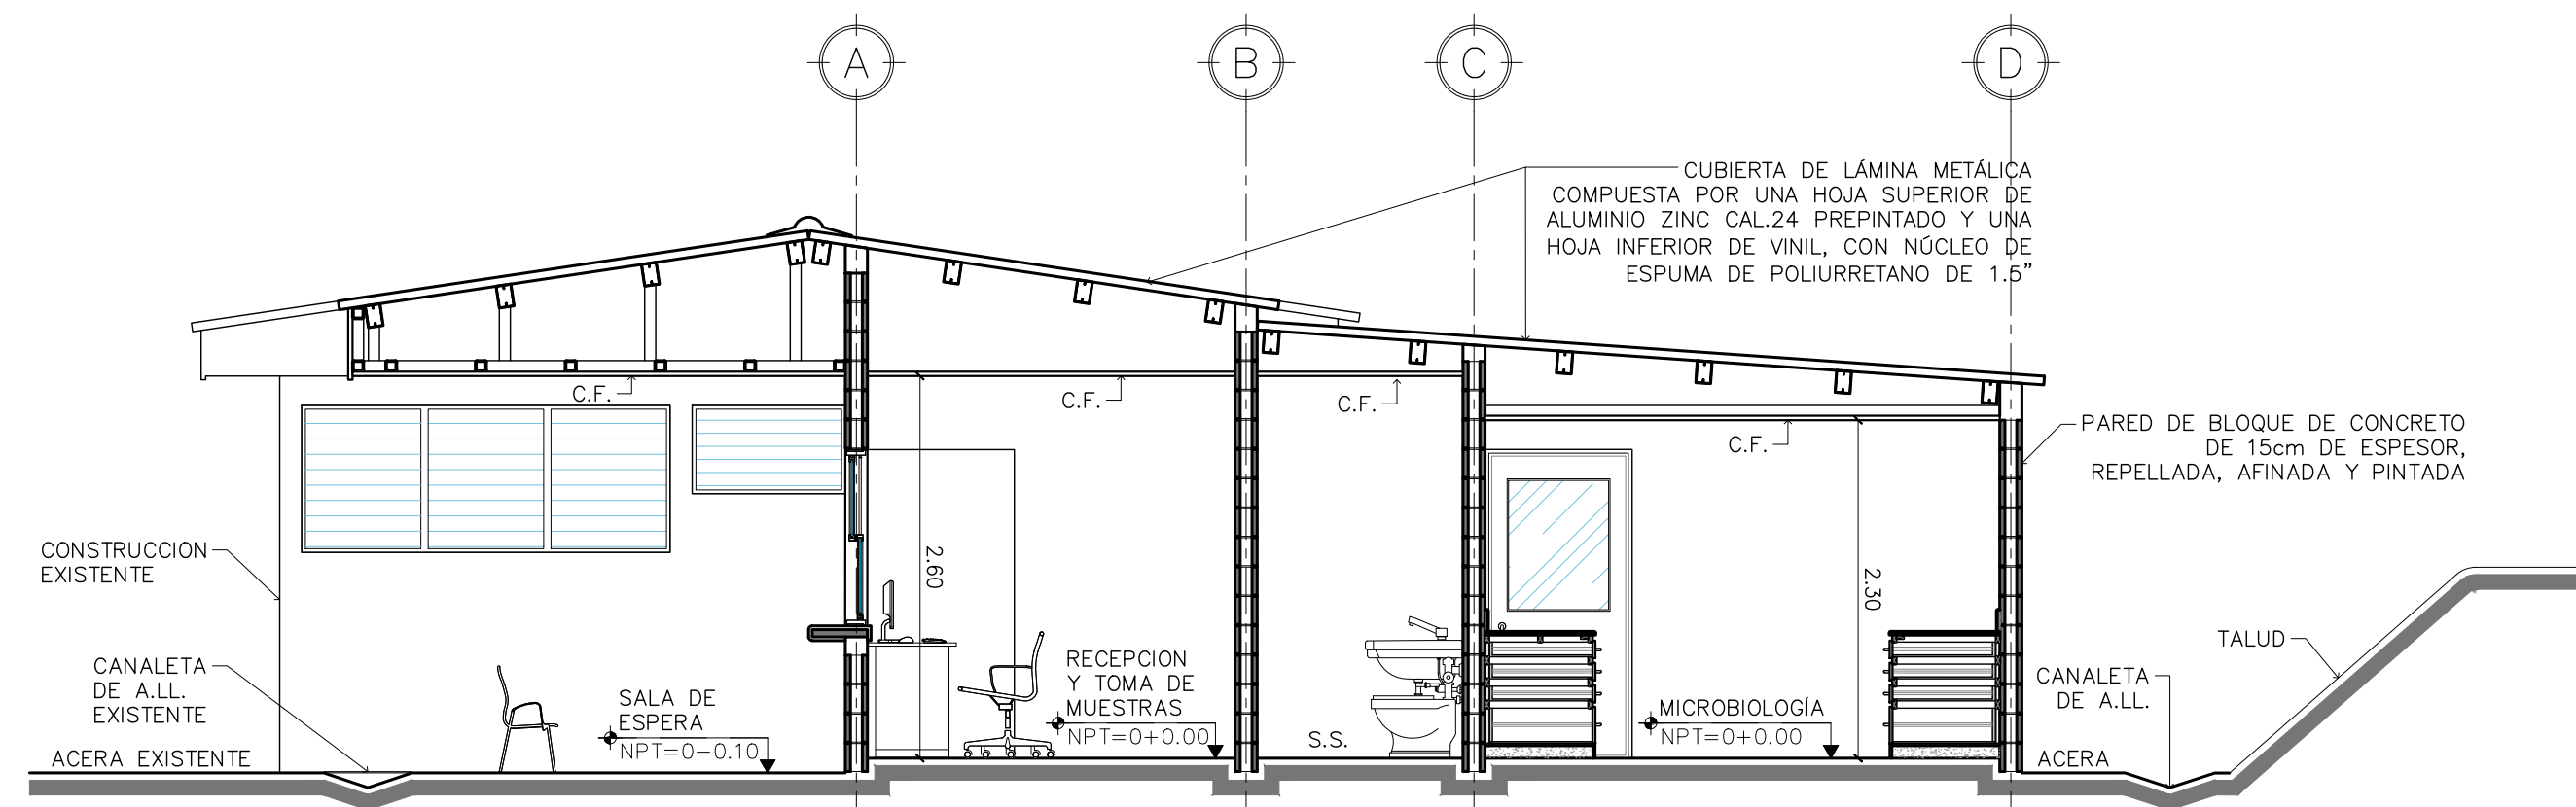 A
B
C
D
CUBIERTA DE LÁMINA METÁLICA
COMPUESTA POR UNA HOJA SUPERIOR DE
ALUMINIO ZINC CAL.24 PREPINTADO Y UNA
HOJA INFERIOR DE VINIL, CON NÚCLEO DE
ESPUMA DE POLIURRETANO DE 1.5”
C.F.
C.F.
C.F.
C.F.
PARED DE BLOQUE DE CONCRETO
DE 15cm DE ESPESOR,
REPELLADA, AFINADA Y PINTADA
CONSTRUCCION
EXISTENTE
2.60
2.30
CANALETA
DE A.LL.
EXISTENTE
ACERA EXISTENTE
SALA DE
ESPERA
NPT=0-0.10
RECEPCION
Y TOMA DE
MUESTRAS
NPT=0+0.00
S.S.
MICROBIOLOGÍA
NPT=0+0.00
CANALETA
DE A.LL.
ACERA
TALUD